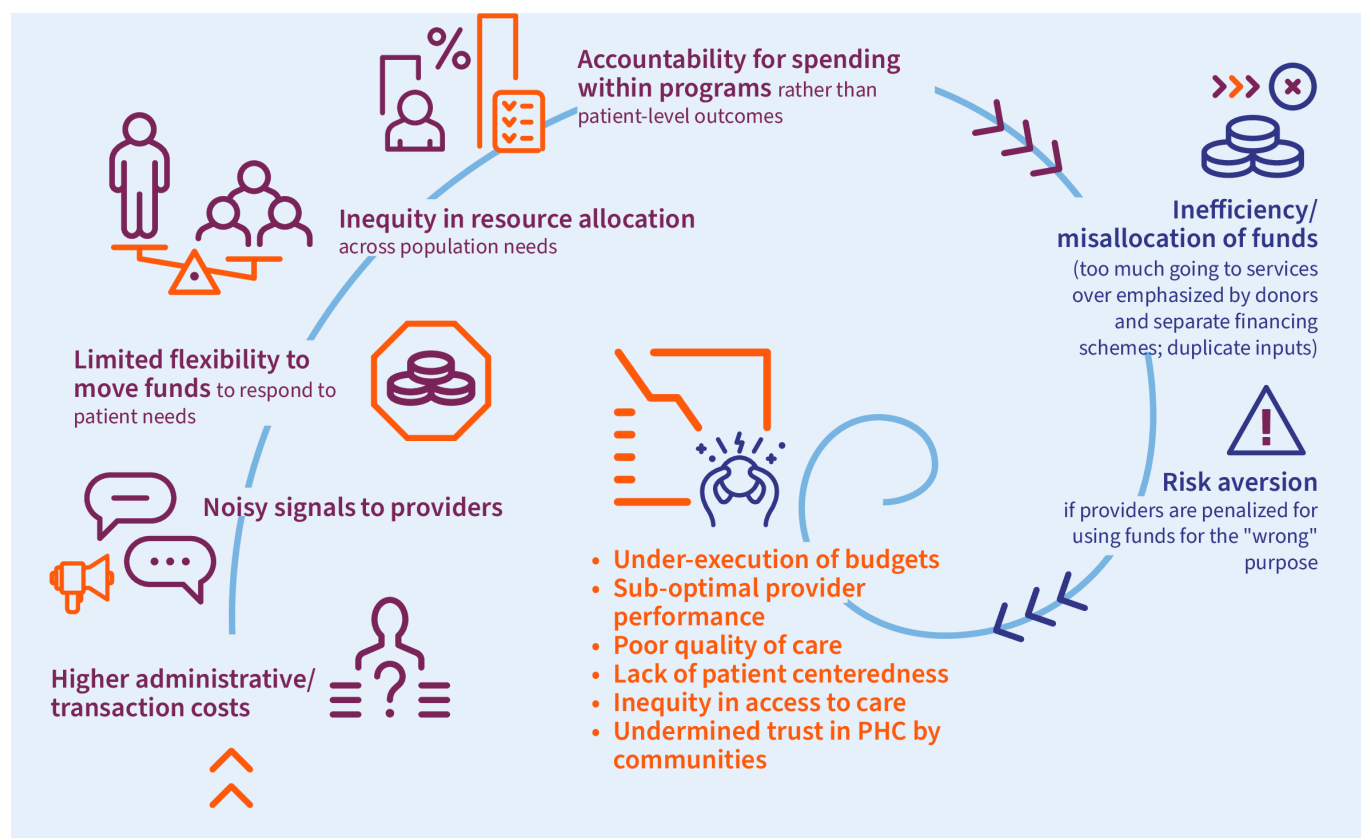 %
Accountability for spending
within programs rather than
patient-level outcomes
Inequity in resource allocation
across population needs
Limited flexibility to
move funds to respond to
patient needs
Noisy signals to providers
Higher administrative/
transaction costs
?
Inefficiency/
misallocation of funds
(too much going to services
over emphasized by donors
and separate financing
schemes; duplicate inputs)
!
Risk aversion
if providers are penalized for
using funds for the "wrong"
purpose
• Under-execution of budgets
• Sub-optimal provider
performance
• Poor quality of care
• Lack of patient centeredness
• Inequity in access to care
• Undermined trust in PHC by
communities